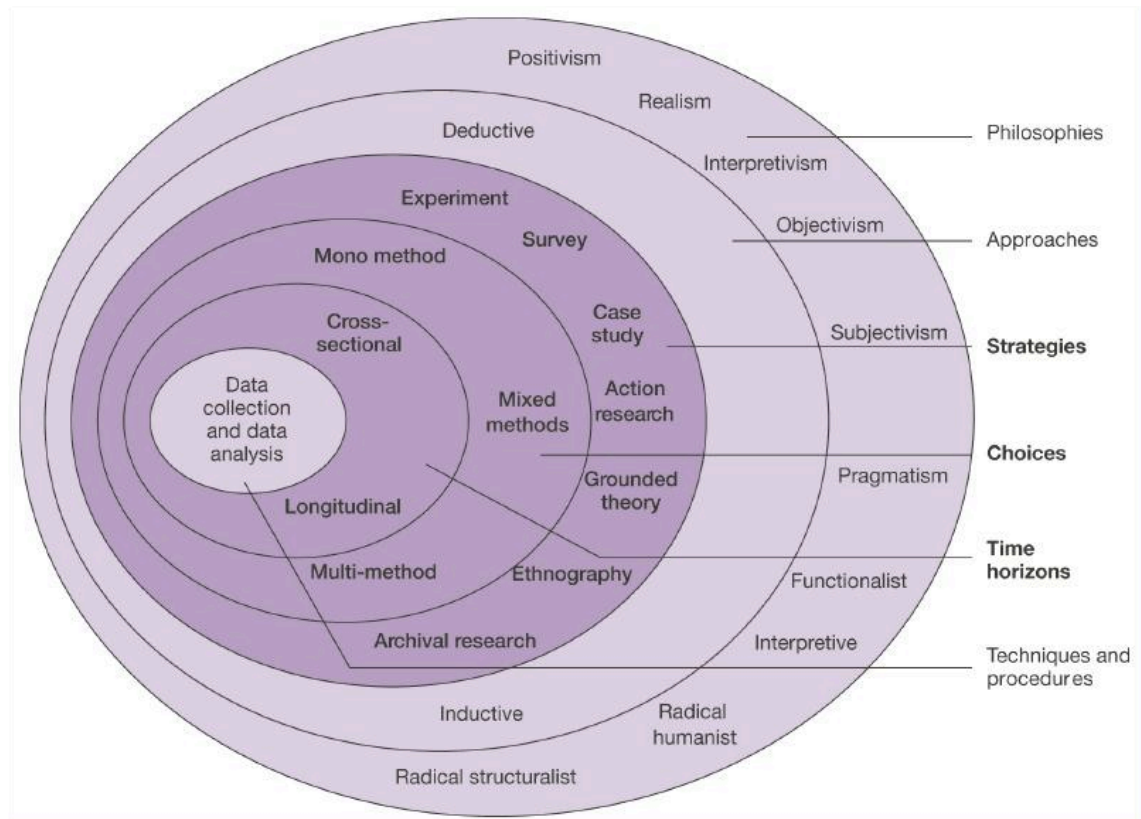 Positivism
Realism
Philosophies
Deductive
Interpretivism
Experiment
Objectivism
Survey
Approaches
Mono method
Case
study
Cross-
sectional
Subjectivism
Strategies
Data
collection
and data
analysis
Mixed
methods
Action
research
Choices
Grounded
theory
Pragmatism
Longitudinal
Time
horizons
Multi-method
Ethnography
Functionalist
Archival research
Interpretive
Techniques and
procedures
Inductive
Radical
humanist
Radical structuralist